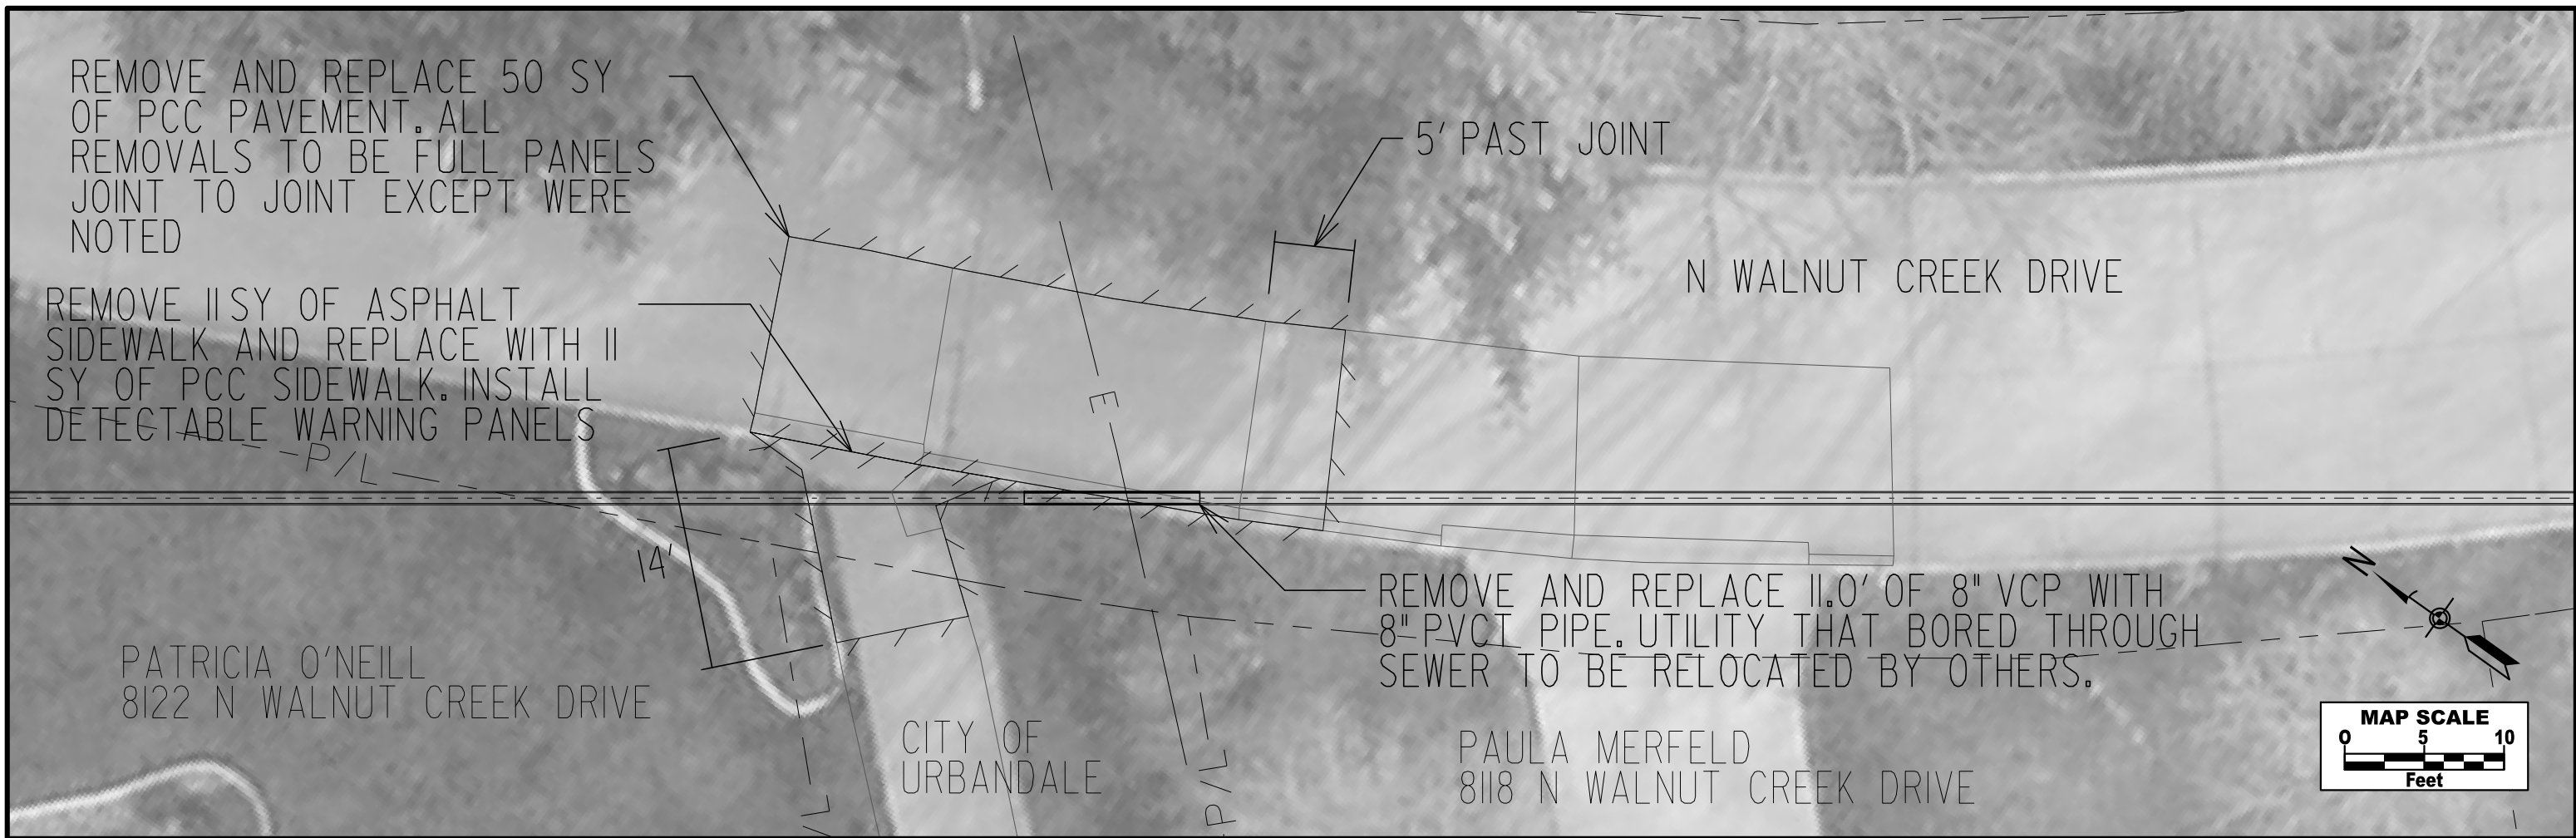 REMOVE AND REPLACE 50 SY
OF PCC PAVEMENT. ALL
REMOVALS TO BE FULL PANELS
JOINT TO JOINT EXCEPT WERE
NOTED
5' PAST JOINT
N WALNUT CREEK DRIVE
REMOVE 11 SY OF ASPHALT
SIDEWALK AND REPLACE WITH 11
SY OF PCC SIDEWALK. INSTALL
DETECTABLE WARNING PANELS
P/L
E
14'
N
REMOVE AND REPLACE 11.0' OF 8" VCP WITH
8" PVCT PIPE. UTILITY THAT BORED THROUGH
SEWER TO BE RELOCATED BY OTHERS.
PATRICIA O'NEILL
8122 N WALNUT CREEK DRIVE
CITY OF
URBANDALE
PAULA MERFELD
8118 N WALNUT CREEK DRIVE
P/L
L
MAP SCALE
0 5 10
Feet